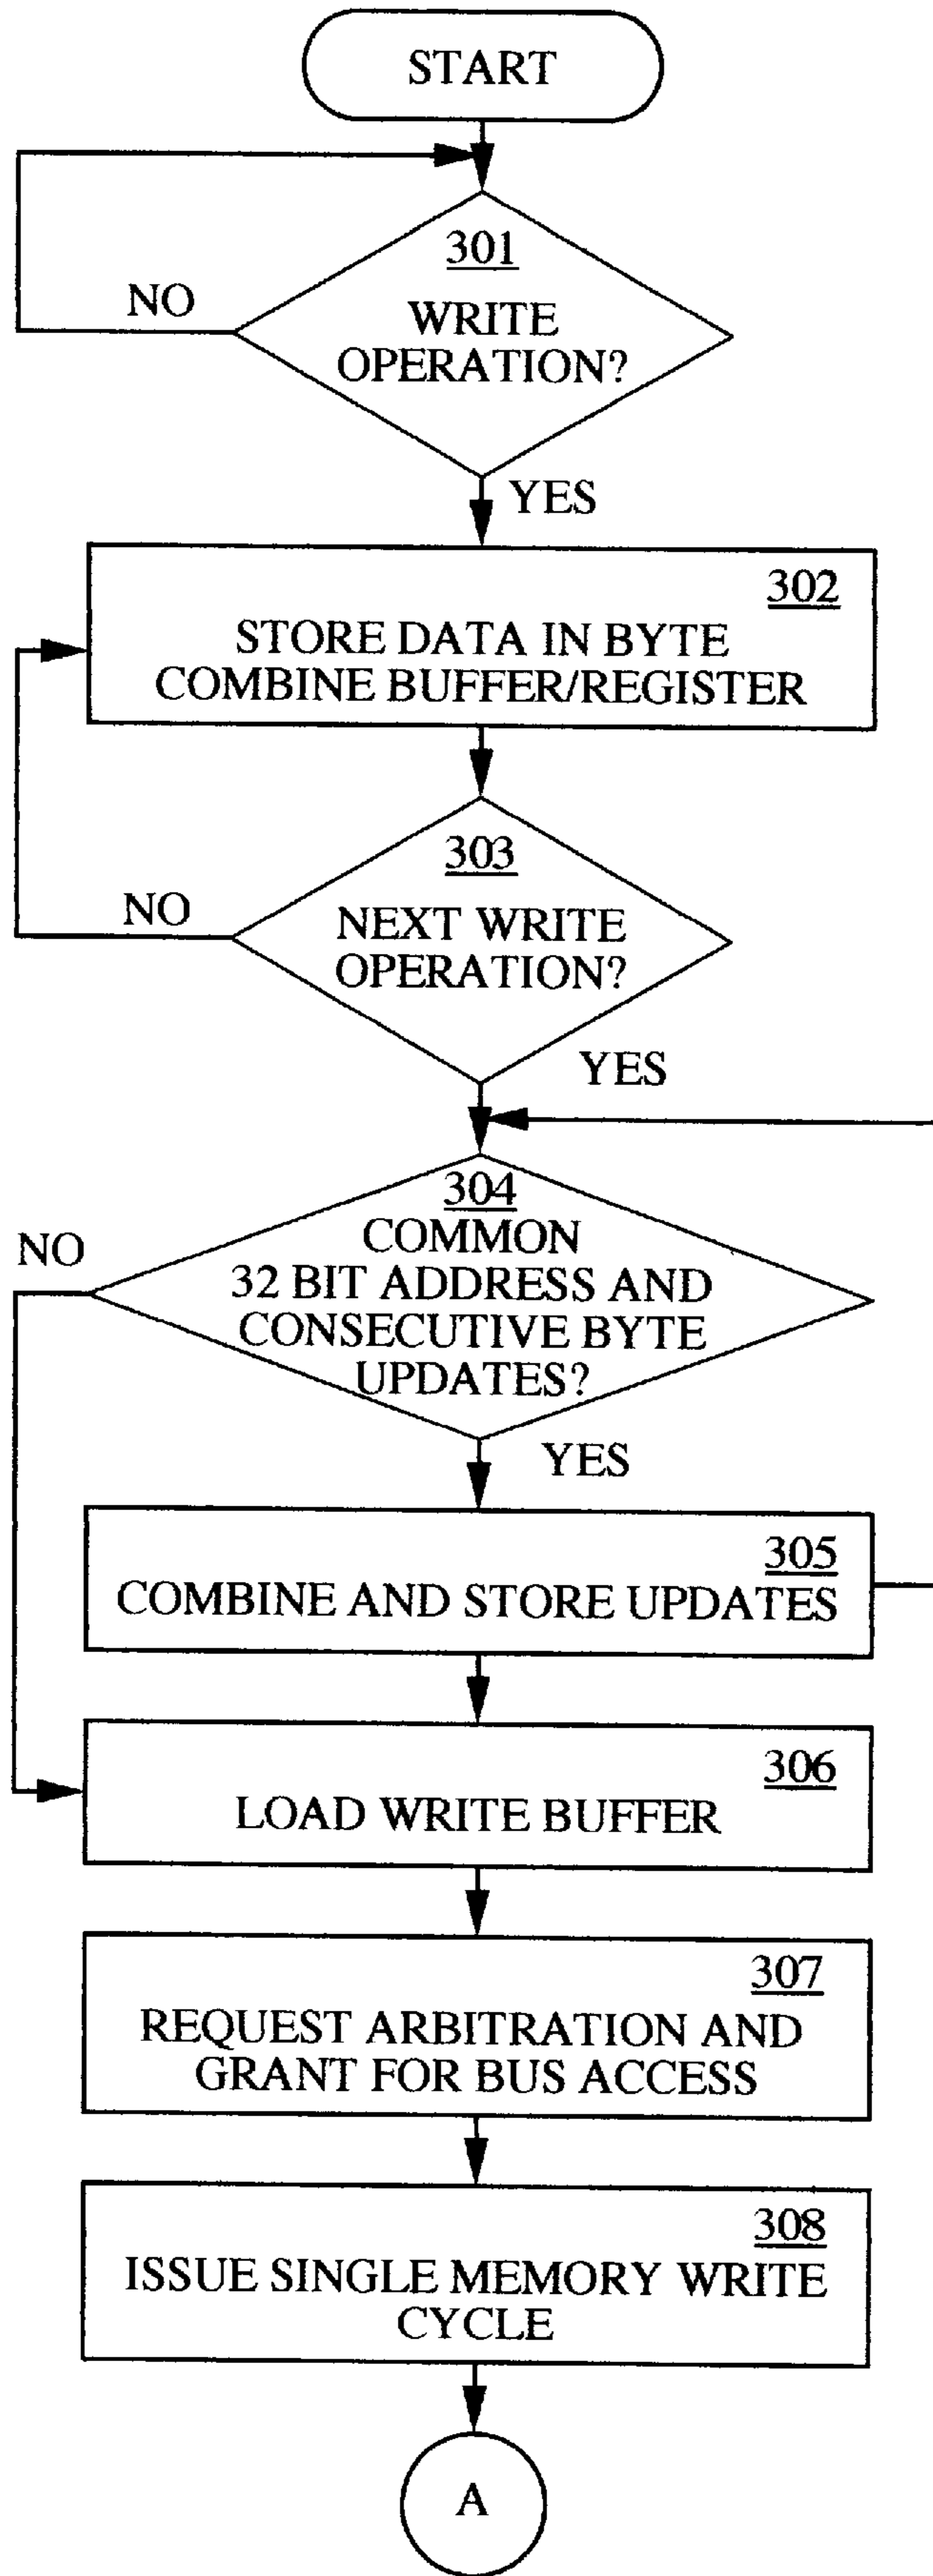 START
301
NO
WRITE
OPERATION?
YES
302
STORE DATA IN BYTE
COMBINE BUFFER/REGISTER
303
NO
NEXT WRITE
OPERATION?
YES
304
NO
COMMON
32 BIT ADDRESS AND
CONSECUTIVE BYTE
UPDATES?
YES
305
COMBINE AND STORE UPDATES
306
LOAD WRITE BUFFER
307
REQUEST ARBITRATION AND
GRANT FOR BUS ACCESS
308
ISSUE SINGLE MEMORY WRITE
CYCLE
A